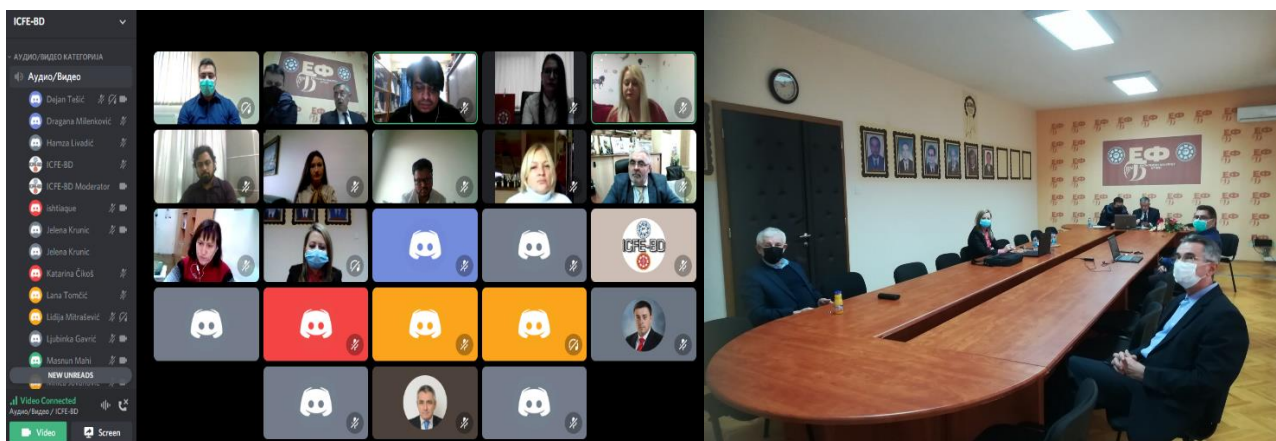 ICFE-BD
АУДИО/ВИДЕО КАТЕГОРИЈА
Аудио/Видео
Dejan Tešić
Dragana Milenković
Hamza Livadić
ICFE-BD
ICFE-BD Moderator
ishtiaque
Jelena Krunic
Jelena Krunic
Katarina Čikoš
Lana Tomčić
Lidija Mitrašević
Ljubinka Gavrić
Masnun Mahi
NEW UNREADS
Video Connected
Аудио/Видео / ICFE-BD
Video
Screen
ЕФ
ICFE-BD
ЕФ